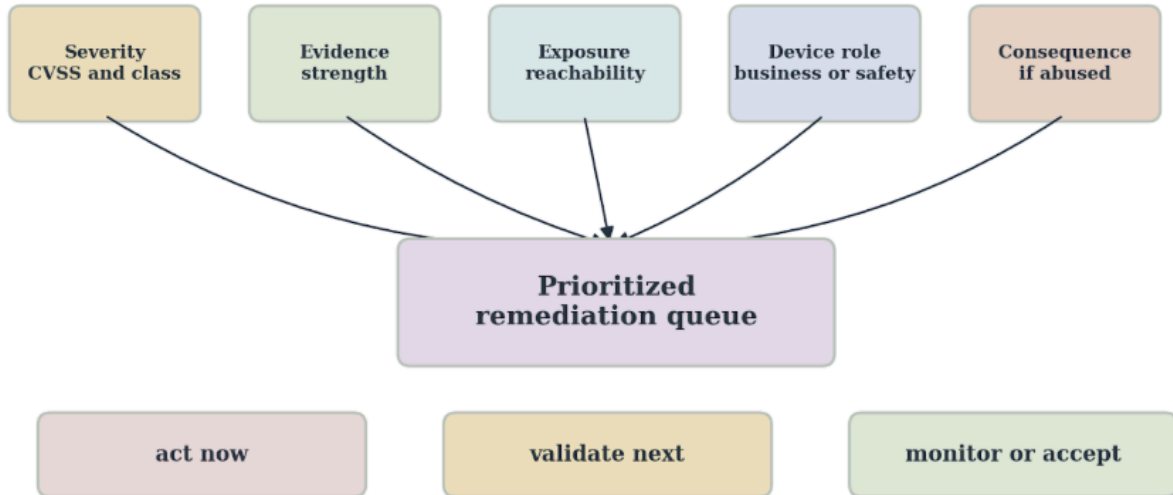 Severity
CVSS and class
Evidence
strength
Exposure
reachability
Device role
business or safety
Consequence
if abused
Prioritized
remediation queue
act now
validate next
monitor or accept